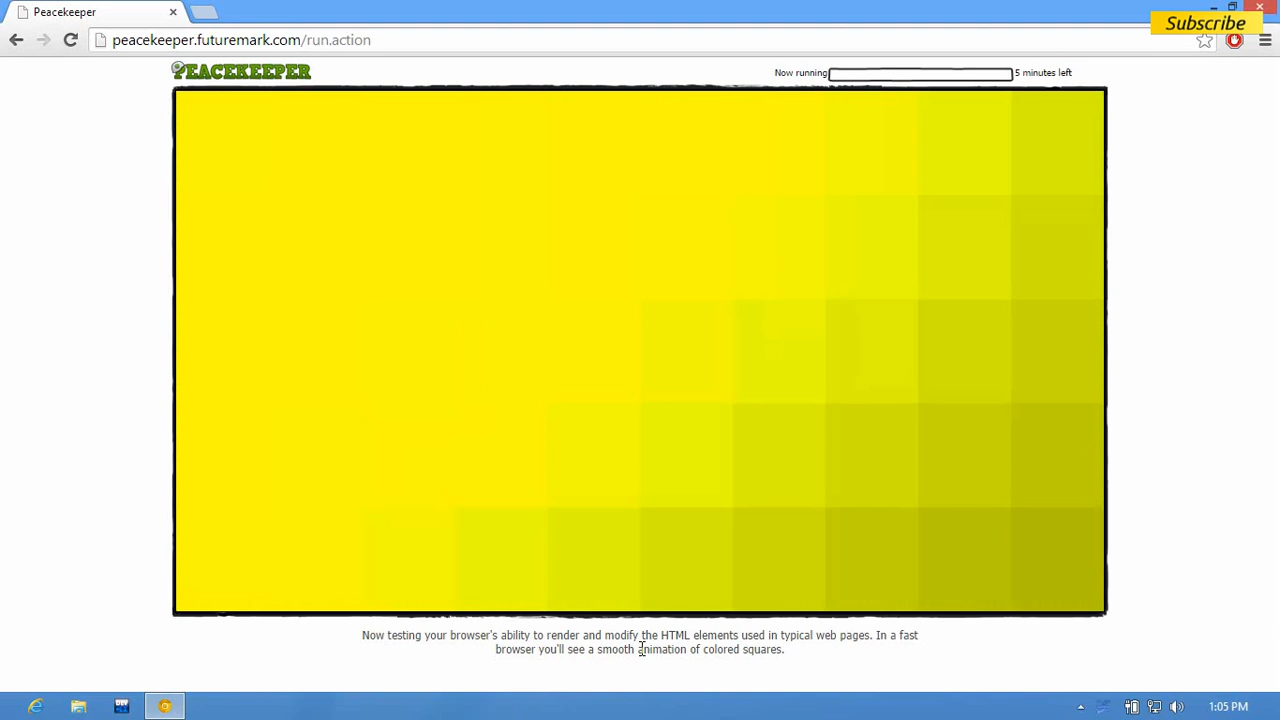 Peacekeeper
Subscribe
peacekeeper.futuremark.com/run.action
PEACEKEEPER
Now running
5 minutes left
Now testing your browser's ability to render and modify the HTML elements used in typical web pages. In a fast
browser you'll see a smooth animation of colored squares.
DEV
1:05 PM